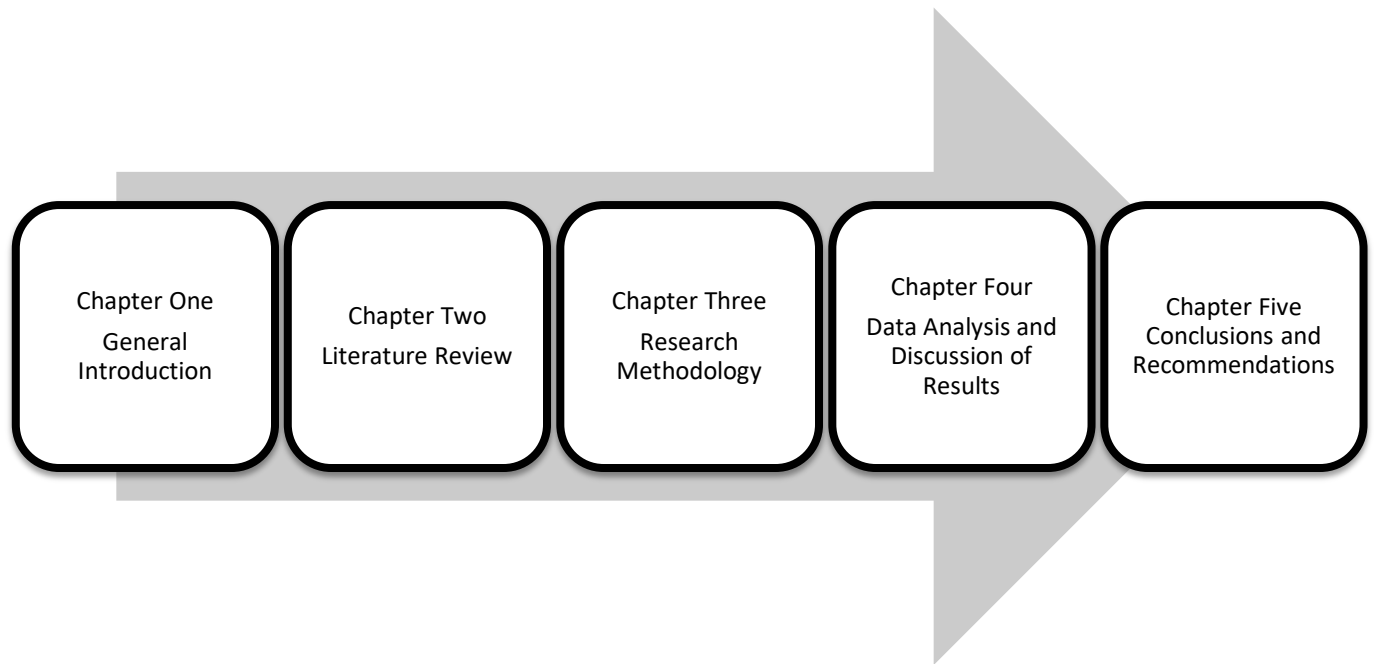 Chapter One
General
Introduction
Chapter Two
Literature Review
Chapter Three
Research
Methodology
Chapter Four
Data Analysis and
Discussion of
Results
Chapter Five
Conclusions and
Recommendations